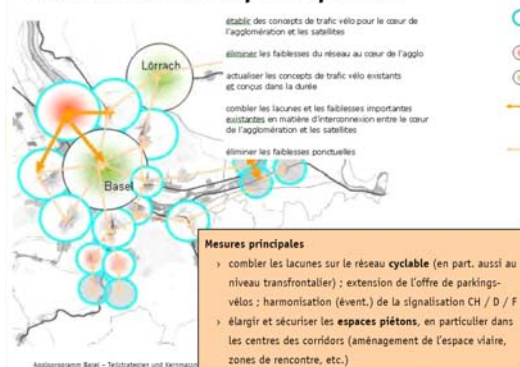 établir des concepts de trafic vélo pour le cœur de
l'agglomération et les satellites
éliminer les faiblesses du réseau au cœur de l'agglo
actualiser les concepts de trafic vélo existants
et conçus dans la durée
combler les lacunes et les faiblesses importantes
existantes en matière d'interconnexion entre le cœur
de l'agglomération et les satellites
éliminer les faiblesses ponctuelles
Lörrach
Basel
Mesures principales
› combler les lacunes sur le réseau cyclable (en part. aussi au
niveau transfrontalier) ; extension de l'offre de parkings-
vélos ; harmonisation (évent.) de la signalisation CH / D / F
› élargir et sécuriser les espaces piétons, en particulier dans
les centres des corridors (aménagement de l'espace viaire,
zones de rencontre, etc.)
Aggloprogramm Basel – Teilstrategien und